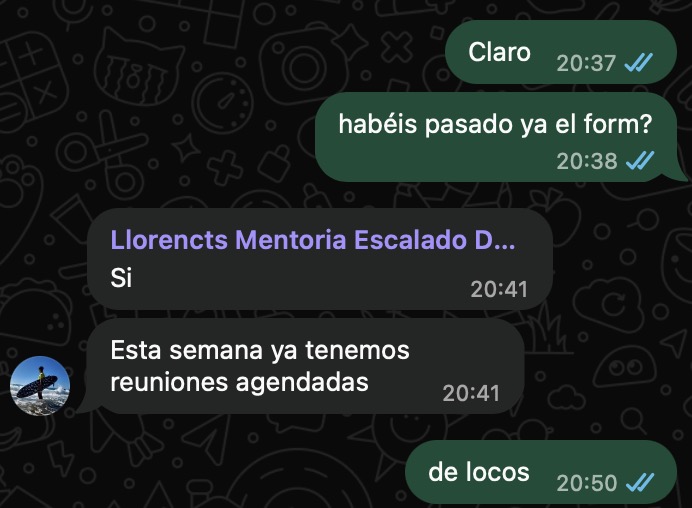 Claro
20:37
habéis pasado ya el form?
20:38
Llorencts Mentoria Escalado D...
Si
20:41
Esta semana ya tenemos
reuniones agendadas
20:41
de locos
20:50